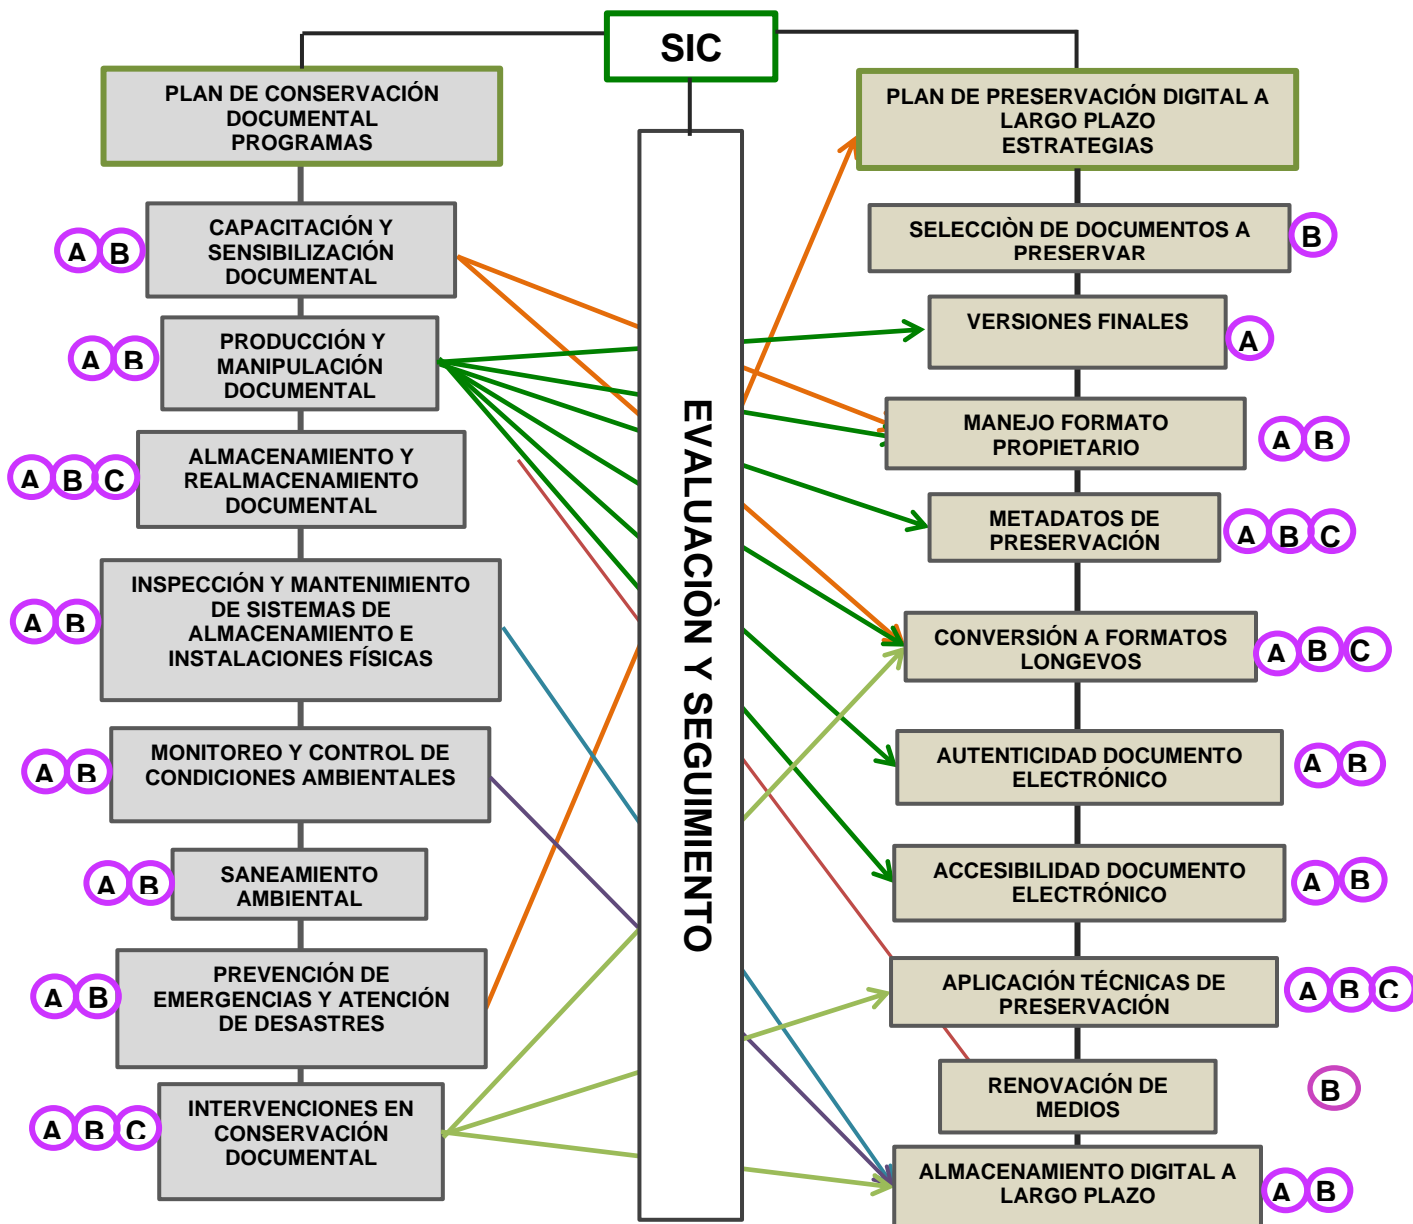 SIC
PLAN DE CONSERVACIÓN
DOCUMENTAL
PROGRAMAS
A B
CAPACITACIÓN Y
SENSIBILIZACIÓN
DOCUMENTAL
A B
PRODUCCIÓN Y
MANIPULACIÓN
DOCUMENTAL
A B C
ALMACENAMIENTO Y
REALMACENAMIENTO
DOCUMENTAL
A B
INSPECCIÓN Y MANTENIMIENTO
DE SISTEMAS DE
ALMACENAMIENTO E
INSTALACIONES FÍSICAS
A B
MONITOREO Y CONTROL DE
CONDICIONES AMBIENTALES
A B
SANEAMIENTO
AMBIENTAL
A B
PREVENCIÓN DE
EMERGENCIAS Y ATENCIÓN
DE DESASTRES
A B C
INTERVENCIONES EN
CONSERVACIÓN
DOCUMENTAL
EVALUACIÒN Y SEGUIMIENTO
PLAN DE PRESERVACIÓN DIGITAL A
LARGO PLAZO
ESTRATEGIAS
SELECCIÒN DE DOCUMENTOS A
PRESERVAR
B
VERSIONES FINALES
A
MANEJO FORMATO
PROPIETARIO
A B
METADATOS DE
PRESERVACIÓN
A B C
CONVERSIÓN A FORMATOS
LONGEVOS
A B C
AUTENTICIDAD DOCUMENTO
ELECTRÓNICO
A B
ACCESIBILIDAD DOCUMENTO
ELECTRÓNICO
A B
APLICACIÓN TÉCNICAS DE
PRESERVACIÓN
A B C
RENOVACIÓN DE
MEDIOS
B
ALMACENAMIENTO DIGITAL A
LARGO PLAZO
A B